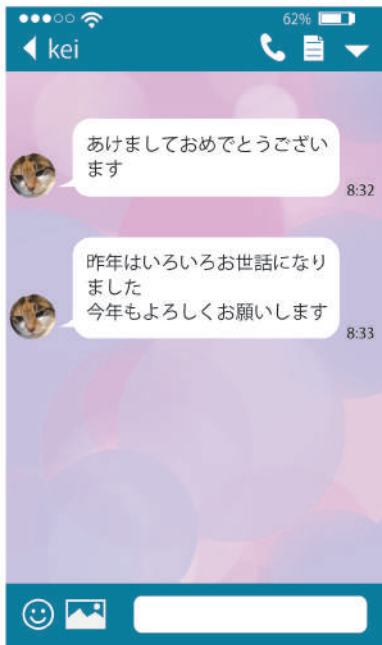 62%
kei
あけましておめでとうござい
ます
8:32
昨年はいろいろお世話になり
ました
今年もよろしくお願いします
8:33